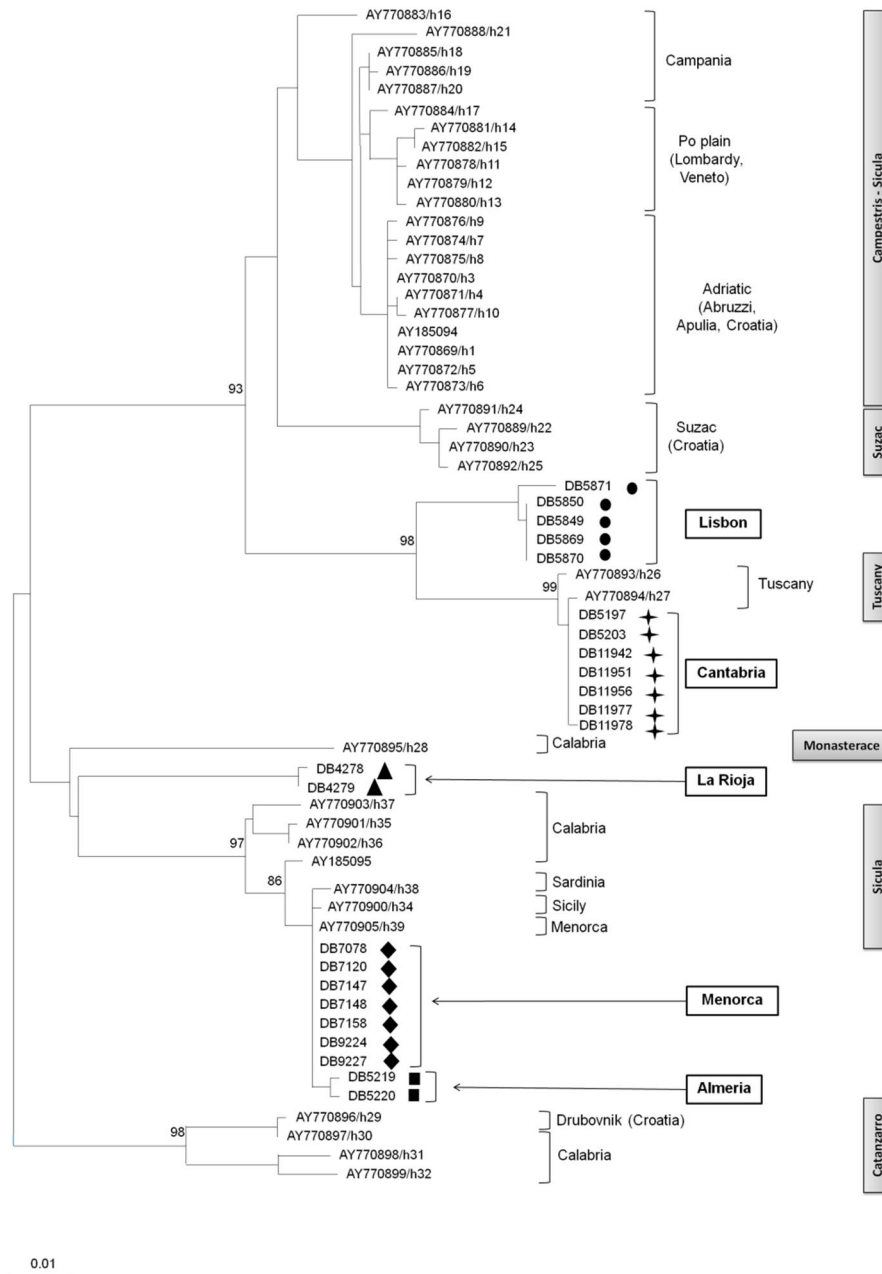 AY770883/h16
AY770888/h21
AY770885/h18
AY770886/h19
AY770887/h20
Campania
AY770884/h17
AY770881/h14
AY770882/h15
AY770878/h11
AY770879/h12
AY770880/h13
Po plain
(Lombardy,
Veneto)
AY770876/h9
AY770874/h7
AY770875/h8
AY770870/h3
AY770871/h4
AY770877/h10
AY185094
AY770869/h1
AY770872/h5
AY770873/h6
Adriatic
(Abruzzi,
Apulia, Croatia)
Campestris - Sicula
93
AY770891/h24
AY770889/h22
AY770890/h23
AY770892/h25
Suzac
(Croatia)
Suzac
98
DB5871
DB5850
DB5849
DB5869
DB5870
Lisbon
99
AY770893/h26
AY770894/h27
Tuscany
Tuscany
DB5197
DB5203
DB11942
DB11951
DB11956
DB11977
DB11978
Cantabria
AY770895/h28
Calabria
Monasterace
DB4278
DB4279
La Rioja
97
AY770903/h37
AY770901/h35
AY770902/h36
AY185095
Calabria
86
AY770904/h38
Sardinia
AY770900/h34
Sicily
AY770905/h39
Menorca
Sicula
DB7078
DB7120
DB7147
DB7148
DB7158
DB9224
DB9227
Menorca
DB5219
DB5220
Almeria
98
AY770896/h29
AY770897/h30
Drubovnik (Croatia)
AY770898/h31
AY770899/h32
Calabria
Catanzarro
0.01